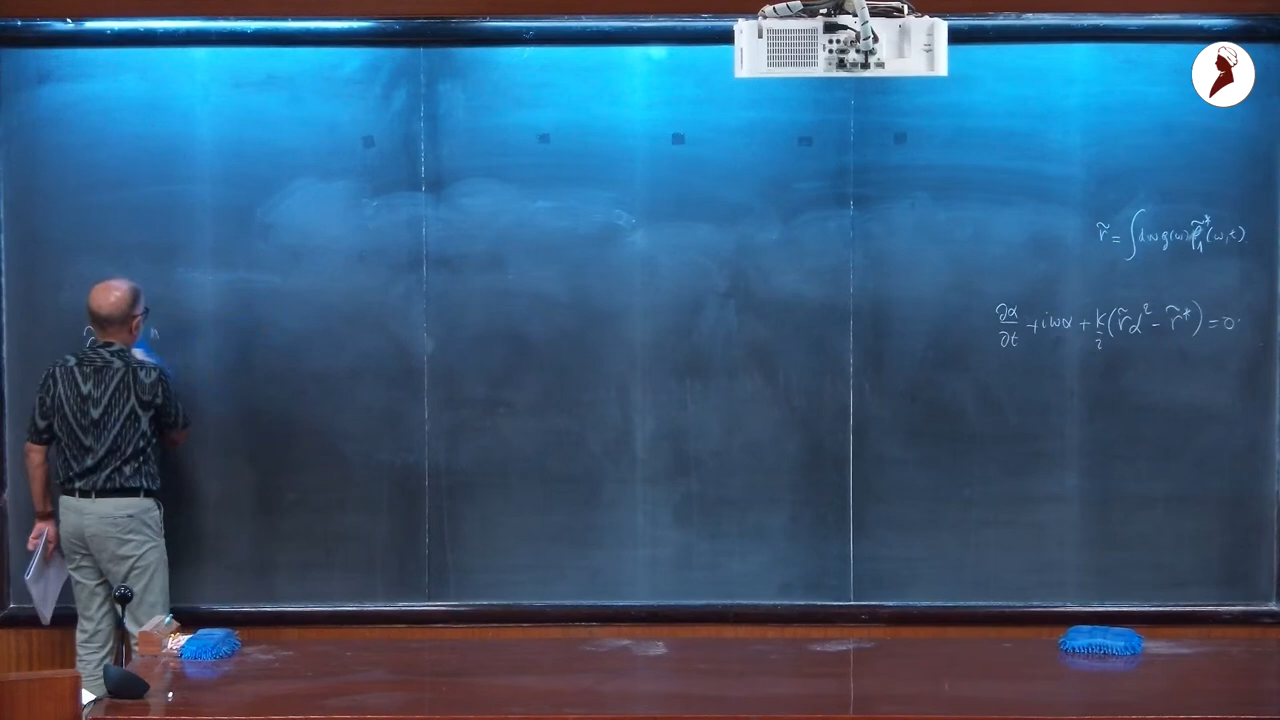 r̃ = ∫dω g(ω) f̃₁*(ω,t)
∂α/∂t + iωα + K/2 (r̃α² - r̃*) = 0.
n